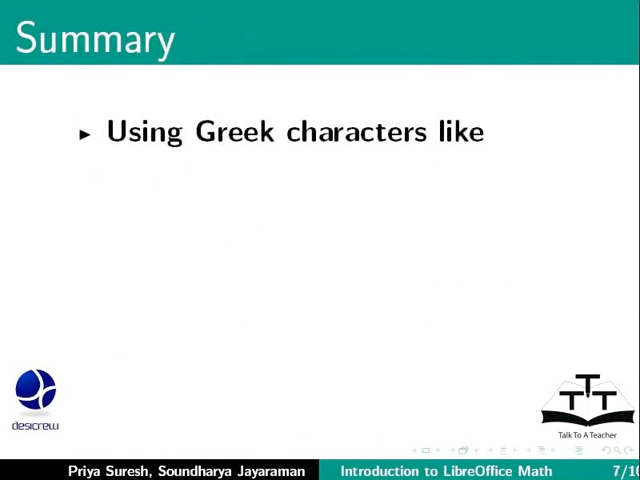 Summary
Using Greek characters like
desicrew
TTT
Talk To A Teacher
Priya Suresh, Soundharya Jayaraman Introduction to LibreOffice Math 7/10